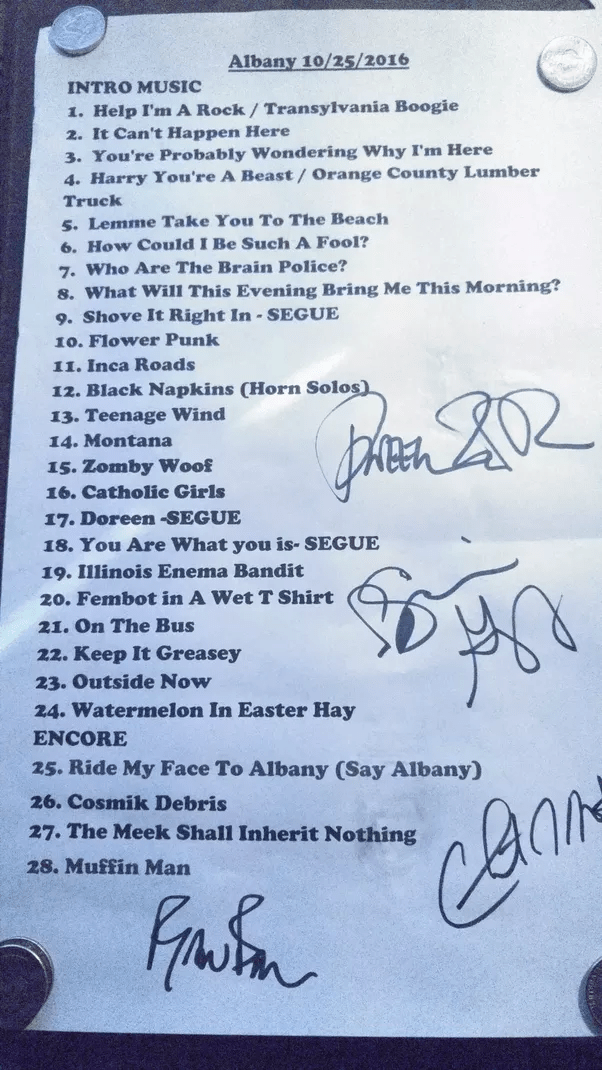 Albany 10/25/2016
INTRO MUSIC
1. Help I'm A Rock / Transylvania Boogie
2. It Can't Happen Here
3. You're Probably Wondering Why I'm Here
4. Harry You're A Beast / Orange County Lumber
Truck
5. Lemme Take You To The Beach
6. How Could I Be Such A Fool?
7. Who Are The Brain Police?
8. What Will This Evening Bring Me This Morning?
9. Shove It Right In - SEGUE
10. Flower Punk
11. Inca Roads
12. Black Napkins (Horn Solos)
13. Teenage Wind
14. Montana
15. Zomby Woof
16. Catholic Girls
17. Doreen -SEGUE
18. You Are What you is- SEGUE
19. Illinois Enema Bandit
20. Fembot in A Wet T Shirt
21. On The Bus
22. Keep It Greasey
23. Outside Now
24. Watermelon In Easter Hay
ENCORE
25. Ride My Face To Albany (Say Albany)
26. Cosmik Debris
27. The Meek Shall Inherit Nothing
28. Muffin Man